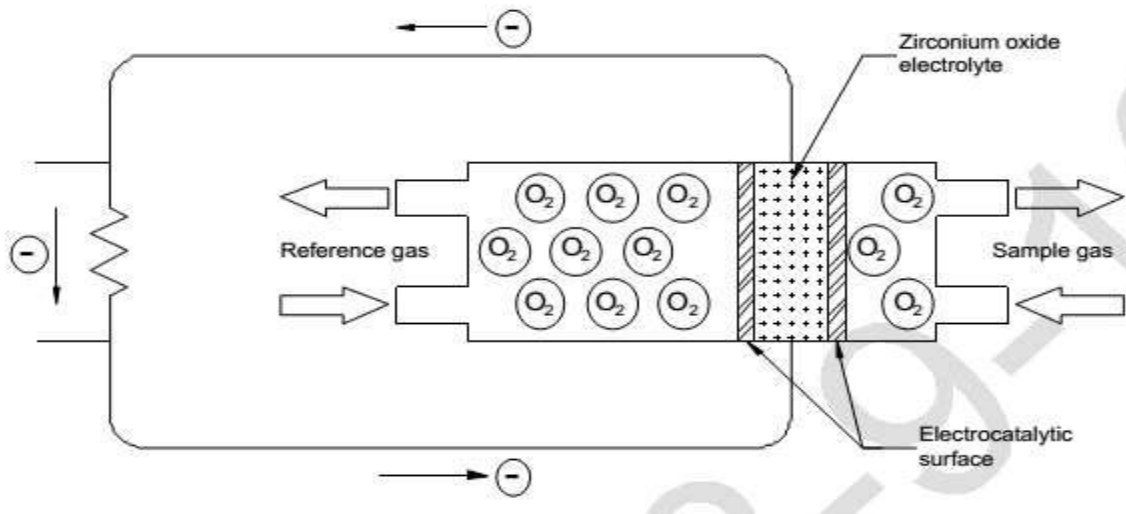 −
Zirconium oxide
electrolyte
O₂ O₂ O₂ O₂
−
Reference gas
O₂ O₂ O₂ O₂
Sample gas
O₂ O₂ O₂ O₂
Electrocatalytic
surface
−